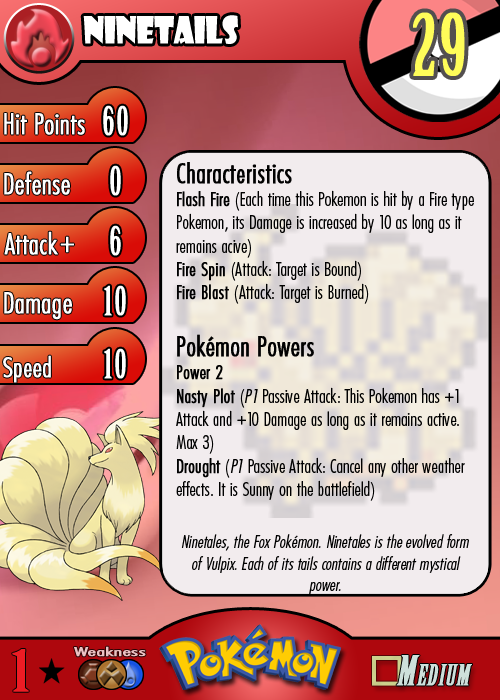 NINETAILS
29
Hit Points 60
Defense 0
Attack+ 6
Damage 10
Speed 10
Characteristics
Flash Fire (Each time this Pokemon is hit by a Fire type
Pokemon, its Damage is increased by 10 as long as it
remains acive)
Fire Spin (Attack: Target is Bound)
Fire Blast (Attack: Target is Burned)
Pokémon Powers
Power 2
Nasty Plot (P1 Passive Attack: This Pokemon has +1
Attack and +10 Damage as long as it remains active.
Max 3)
Drought (P1 Passive Attack: Cancel any other weather
effects. It is Sunny on the battlefield)
Ninetales, the Fox Pokémon. Ninetales is the evolved form
of Vulpix. Each of its tails contains a different mystical
power.
1 ★
Weakness
POKéMON
MEDIUM